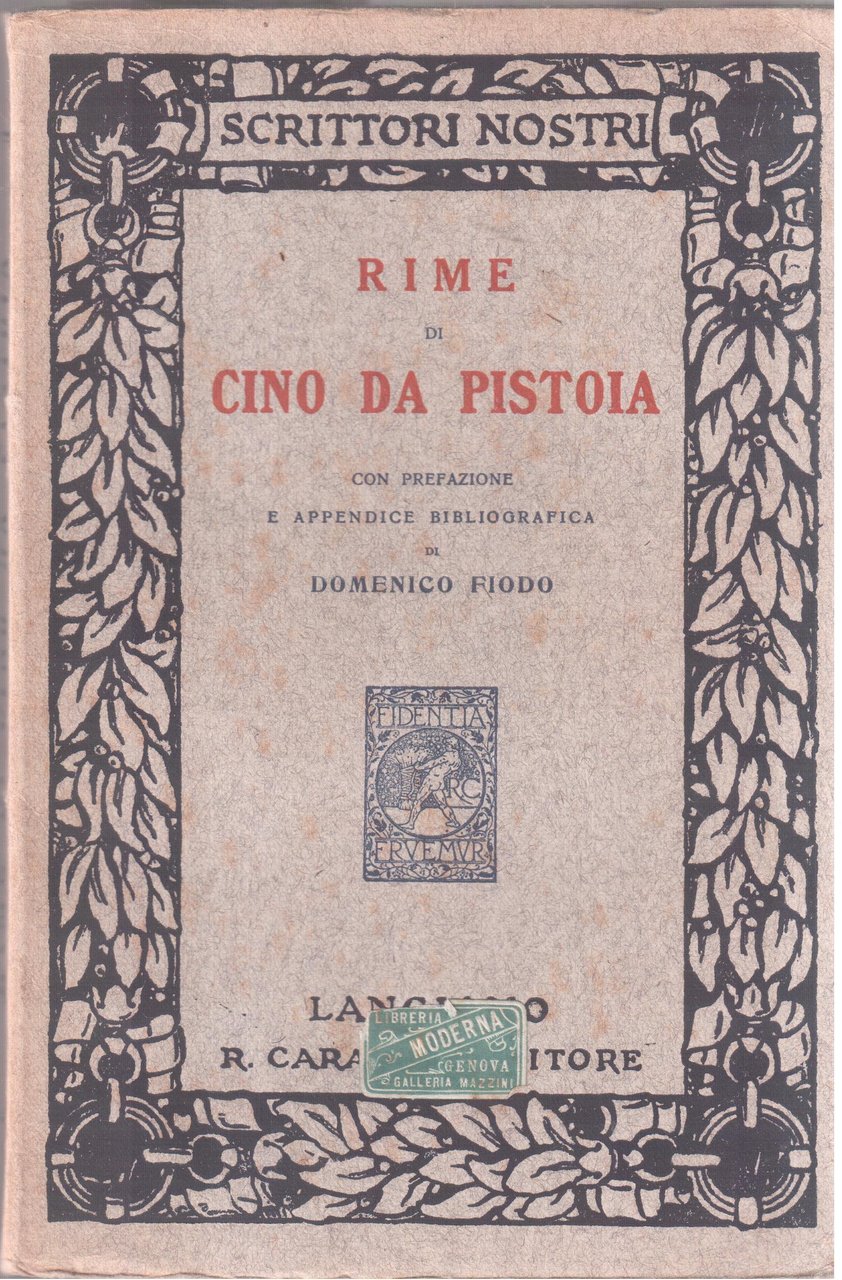 SCRITTORI NOSTRI
RIME
DI
CINO DA PISTOIA
CON PREFAZIONE
E APPENDICE BIBLIOGRAFICA
DI
DOMENICO FIODO
FIDENTIA
RC
FRVEMVR
LIBRERIA
MODERNA
GENOVA
GALLERIA MAZZINI
R.